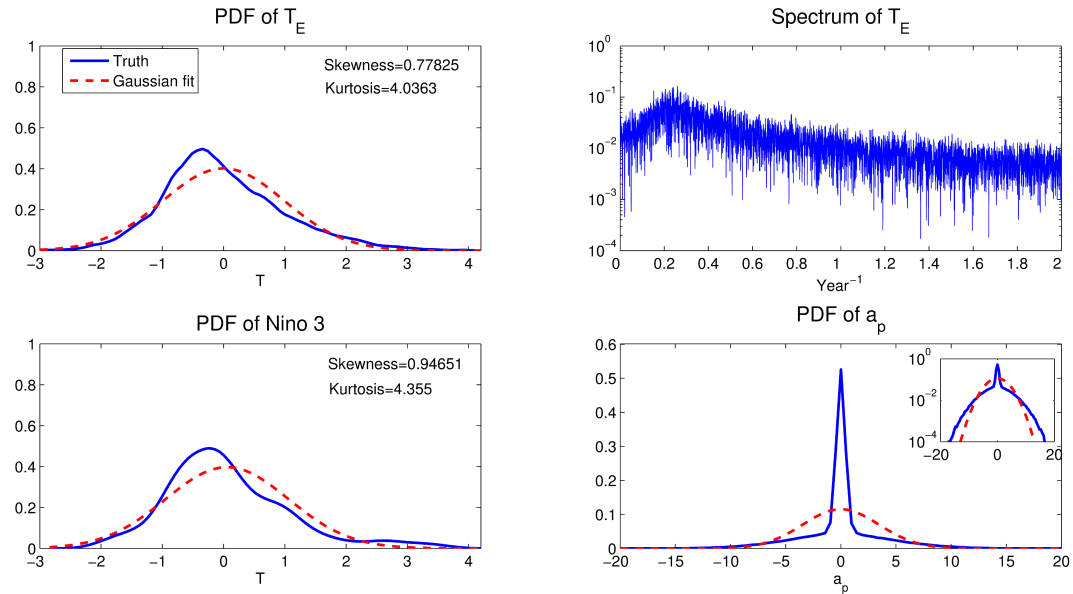 PDF of T_E
1
0.8
0.6
0.4
0.2
0
−3 −2 −1 0 1 2 3 4
T
Truth
Gaussian fit
Skewness=0.77825
Kurtosis=4.0363
Spectrum of T_E
10^0
10^−1
10^−2
10^−3
10^−4
0 0.2 0.4 0.6 0.8 1 1.2 1.4 1.6 1.8 2
Year^−1
PDF of Nino 3
1
0.8
0.6
0.4
0.2
0
−3 −2 −1 0 1 2 3 4
T
Skewness=0.94651
Kurtosis=4.355
PDF of a_p
0.6
0.5
0.4
0.3
0.2
0.1
0
−20 −15 −10 −5 0 5 10 15 20
a_p
10^0
10^−2
10^−4
−20 0 20